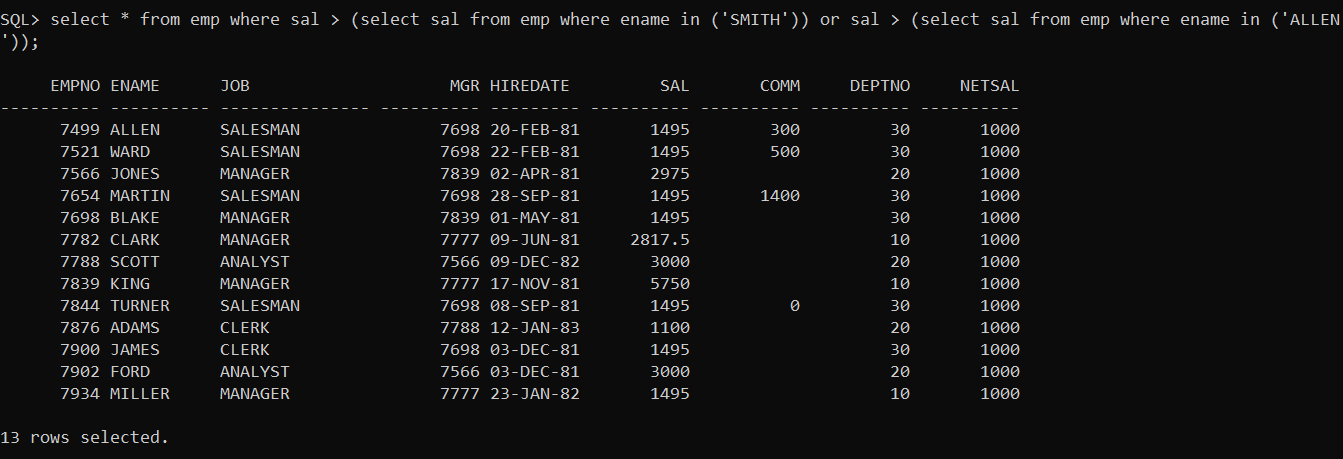 SQL> select * from emp where sal > (select sal from emp where ename in ('SMITH')) or sal > (select sal from emp where ename in ('ALLEN
'));
     EMPNO ENAME      JOB                    MGR HIREDATE         SAL       COMM     DEPTNO     NETSAL
---------- ---------- --------------- ---------- --------- ---------- ---------- ---------- ----------
      7499 ALLEN      SALESMAN              7698 20-FEB-81       1495        300         30       1000
      7521 WARD       SALESMAN              7698 22-FEB-81       1495        500         30       1000
      7566 JONES      MANAGER               7839 02-APR-81       2975                    20       1000
      7654 MARTIN     SALESMAN              7698 28-SEP-81       1495       1400         30       1000
      7698 BLAKE      MANAGER               7839 01-MAY-81       1495                    30       1000
      7782 CLARK      MANAGER               7777 09-JUN-81     2817.5                    10       1000
      7788 SCOTT      ANALYST               7566 09-DEC-82       3000                    20       1000
      7839 KING       MANAGER               7777 17-NOV-81       5750                    10       1000
      7844 TURNER     SALESMAN              7698 08-SEP-81       1495          0         30       1000
      7876 ADAMS      CLERK                 7788 12-JAN-83       1100                    20       1000
      7900 JAMES      CLERK                 7698 03-DEC-81       1495                    30       1000
      7902 FORD       ANALYST               7566 03-DEC-81       3000                    20       1000
      7934 MILLER     MANAGER               7777 23-JAN-82       1495                    10       1000
13 rows selected.